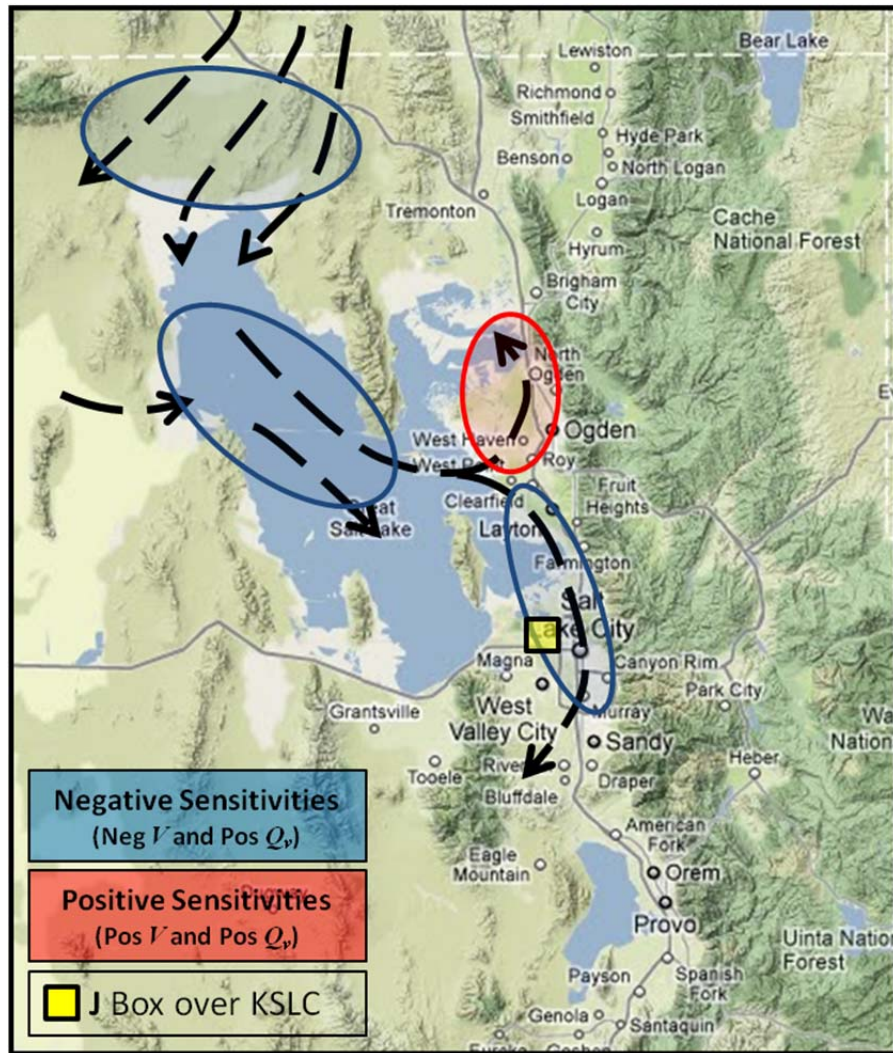 Bear Lake
Lewiston
Richmond
Smithfield
Hyde Park
Benson
North Logan
Logan
Tremonton
Cache
National Forest
Hyrum
Brigham
City
North
Ogden
Ogden
West Haven
West Point
Roy
Clearfield
Fruit
Heights
Layton
Great
Salt Lake
Farmington
Salt
Lake City
Magna
Canyon Rim
West
Valley City
Park City
Murray
Grantsville
Sandy
Heber
Tooele
Draper
Bluffdale
American
Fork
Eagle
Mountain
Orem
Provo
Uinta
Forest
Payson
Spanish
Fork
Genola
Santaquin
Negative Sensitivities
(Neg V and Pos Qv)
Dugway
Positive Sensitivities
(Pos V and Pos Qv)
J Box over KSLC